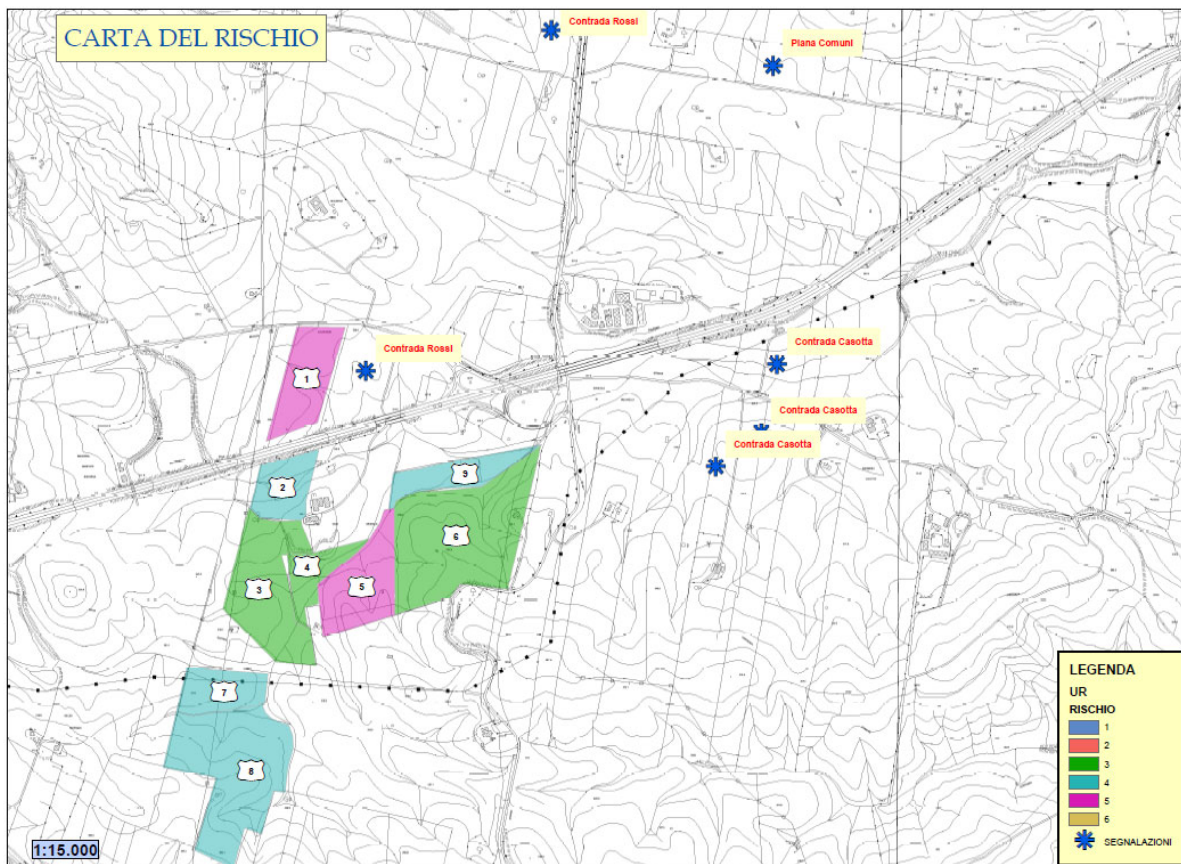 CARTA DEL RISCHIO
Contrada Rossi
Piana Comuni
Contrada Rossi
Contrada Casotta
Contrada Casotta
Contrada Casotta
1
2
9
6
4
3
5
7
8
LEGENDA
UR
RISCHIO
1
2
3
4
5
6
SEGNALAZIONI
1:15.000